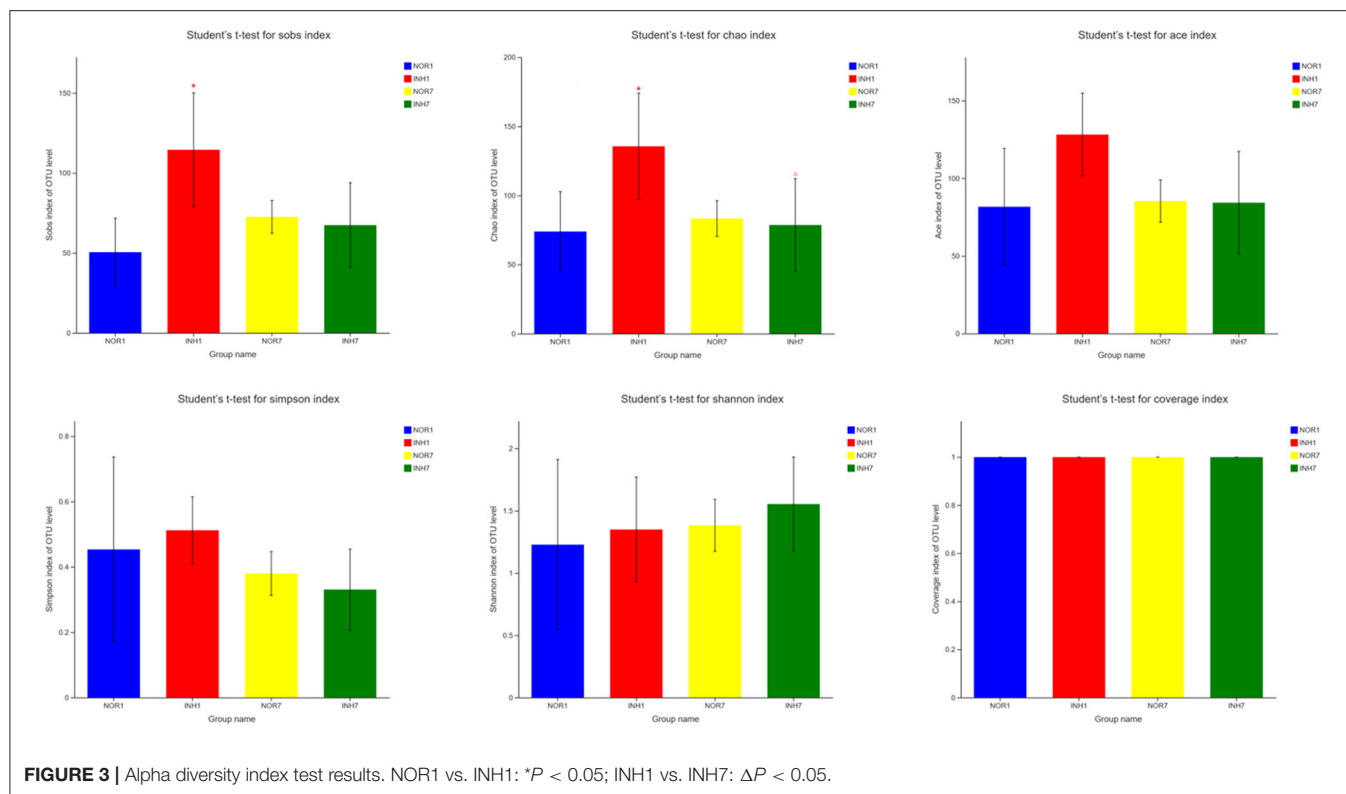 Student's t-test for sobs index
Sobs index of OTU level
150
100
50
0
*
NOR1
INH1
NOR7
INH7
NOR1 INH1 NOR7 INH7
Group name
Student's t-test for chao index
Chao index of OTU level
200
150
100
50
0
*
Δ
NOR1
INH1
NOR7
INH7
NOR1 INH1 NOR7 INH7
Group name
Student's t-test for ace index
Ace index of OTU level
150
100
50
0
NOR1
INH1
NOR7
INH7
NOR1 INH1 NOR7 INH7
Group name
Student's t-test for simpson index
Simpson index of OTU level
0.8
0.6
0.4
0.2
0
NOR1
INH1
NOR7
INH7
NOR1 INH1 NOR7 INH7
Group name
Student's t-test for shannon index
Shannon index of OTU level
2
1.5
1
0.5
0
NOR1
INH1
NOR7
INH7
NOR1 INH1 NOR7 INH7
Group name
Student's t-test for coverage index
Coverage index of OTU level
1
0.8
0.6
0.4
0.2
0
NOR1
INH1
NOR7
INH7
NOR1 INH1 NOR7 INH7
Group name
FIGURE 3 | Alpha diversity index test results. NOR1 vs. INH1: *P < 0.05; INH1 vs. INH7: ΔP < 0.05.